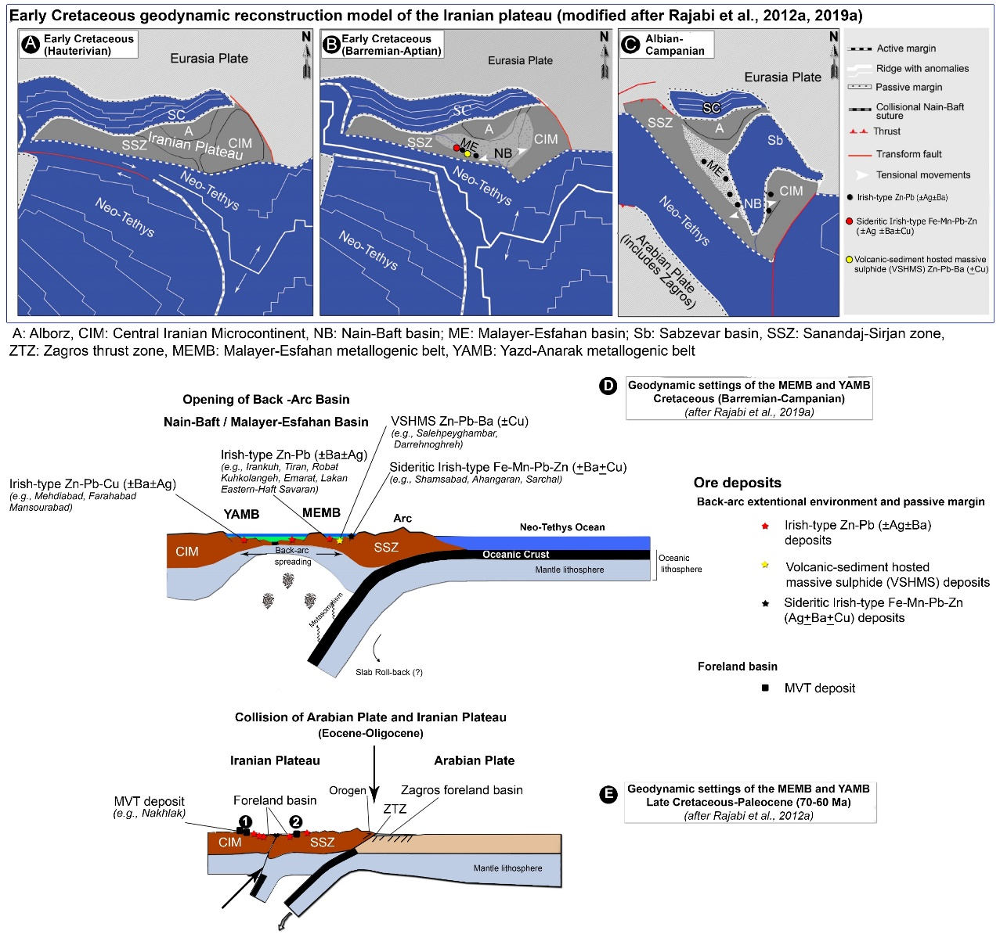 Early Cretaceous geodynamic reconstruction model of the Iranian plateau (modified after Rajabi et al., 2012a, 2019a)
A
Early Cretaceous
(Hauterivian)
N
Eurasia Plate
SC
A
Iranian Plateau
SSZ
CIM
Neo-Tethys
Neo-Tethys
B
Early Cretaceous
(Barremian-Aptian)
N
Eurasia Plate
SC
A
SSZ
ME
NB
CIM
Neo-Tethys
Neo-Tethys
C
Albian-
Campanian
N
Eurasia Plate
SC
SSZ
A
Sb
ME
NB
CIM
Neo-Tethys
Arabian Plate
(includes Zagros)
Active margin
Ridge with anomalies
Passive margin
Collisional Nain-Baft
suture
Thrust
Transform fault
Tensional movements
Irish-type Zn-Pb (±Ag±Ba)
Sideritic Irish-type Fe-Mn-Pb-Zn
(±Ag ±Ba±Cu)
Volcanic-sediment hosted massive
sulphide (VSHMS) Zn-Pb-Ba (±Cu)
A: Alborz, CIM: Central Iranian Microcontinent, NB: Nain-Baft basin; ME: Malayer-Esfahan basin; Sb: Sabzevar basin, SSZ: Sanandaj-Sirjan zone,
ZTZ: Zagros thrust zone, MEMB: Malayer-Esfahan metallogenic belt, YAMB: Yazd-Anarak metallogenic belt
D
Geodynamic settings of the MEMB and YAMB
Cretaceous (Barremian-Campanian)
(after Rajabi et al., 2019a)
Opening of Back -Arc Basin
Nain-Baft / Malayer-Esfahan Basin
VSHMS Zn-Pb-Ba (±Cu)
(e.g., Salehpeyghambar,
Darrehnoghreh)
Irish-type Zn-Pb (±Ba±Ag)
(e.g., Irankuh, Tiran, Robat
Kuhkolangeh, Emarat, Lakan
Eastern-Haft Savaran)
Sideritic Irish-type Fe-Mn-Pb-Zn (±Ba±Cu)
(e.g., Shamsabad, Ahangaran, Sarchal)
Irish-type Zn-Pb-Cu (±Ba±Ag)
(e.g., Mehdiabad, Farahabad
Mansourabad)
YAMB
MEMB
Arc
Neo-Tethys Ocean
CIM
Back-arc
spreading
SSZ
Oceanic Crust
Mantle lithosphere
Oceanic
lithosphere
Metasomatism
Slab Roll-back (?)
Ore deposits
Back-arc extentional environment and passive margin
Irish-type Zn-Pb (±Ag±Ba)
deposits
Volcanic-sediment hosted
massive sulphide (VSHMS) deposits
Sideritic Irish-type Fe-Mn-Pb-Zn
(Ag±Ba±Cu) deposits
Foreland basin
MVT deposit
Collision of Arabian Plate and Iranian Plateau
(Eocene-Oligocene)
Iranian Plateau
Arabian Plate
MVT deposit
(e.g., Nakhlak)
Foreland basin
Orogen
Zagros foreland basin
ZTZ
1
2
CIM
SSZ
Mantle lithosphere
E
Geodynamic settings of the MEMB and YAMB
Late Cretaceous-Paleocene (70-60 Ma)
(after Rajabi et al., 2012a)